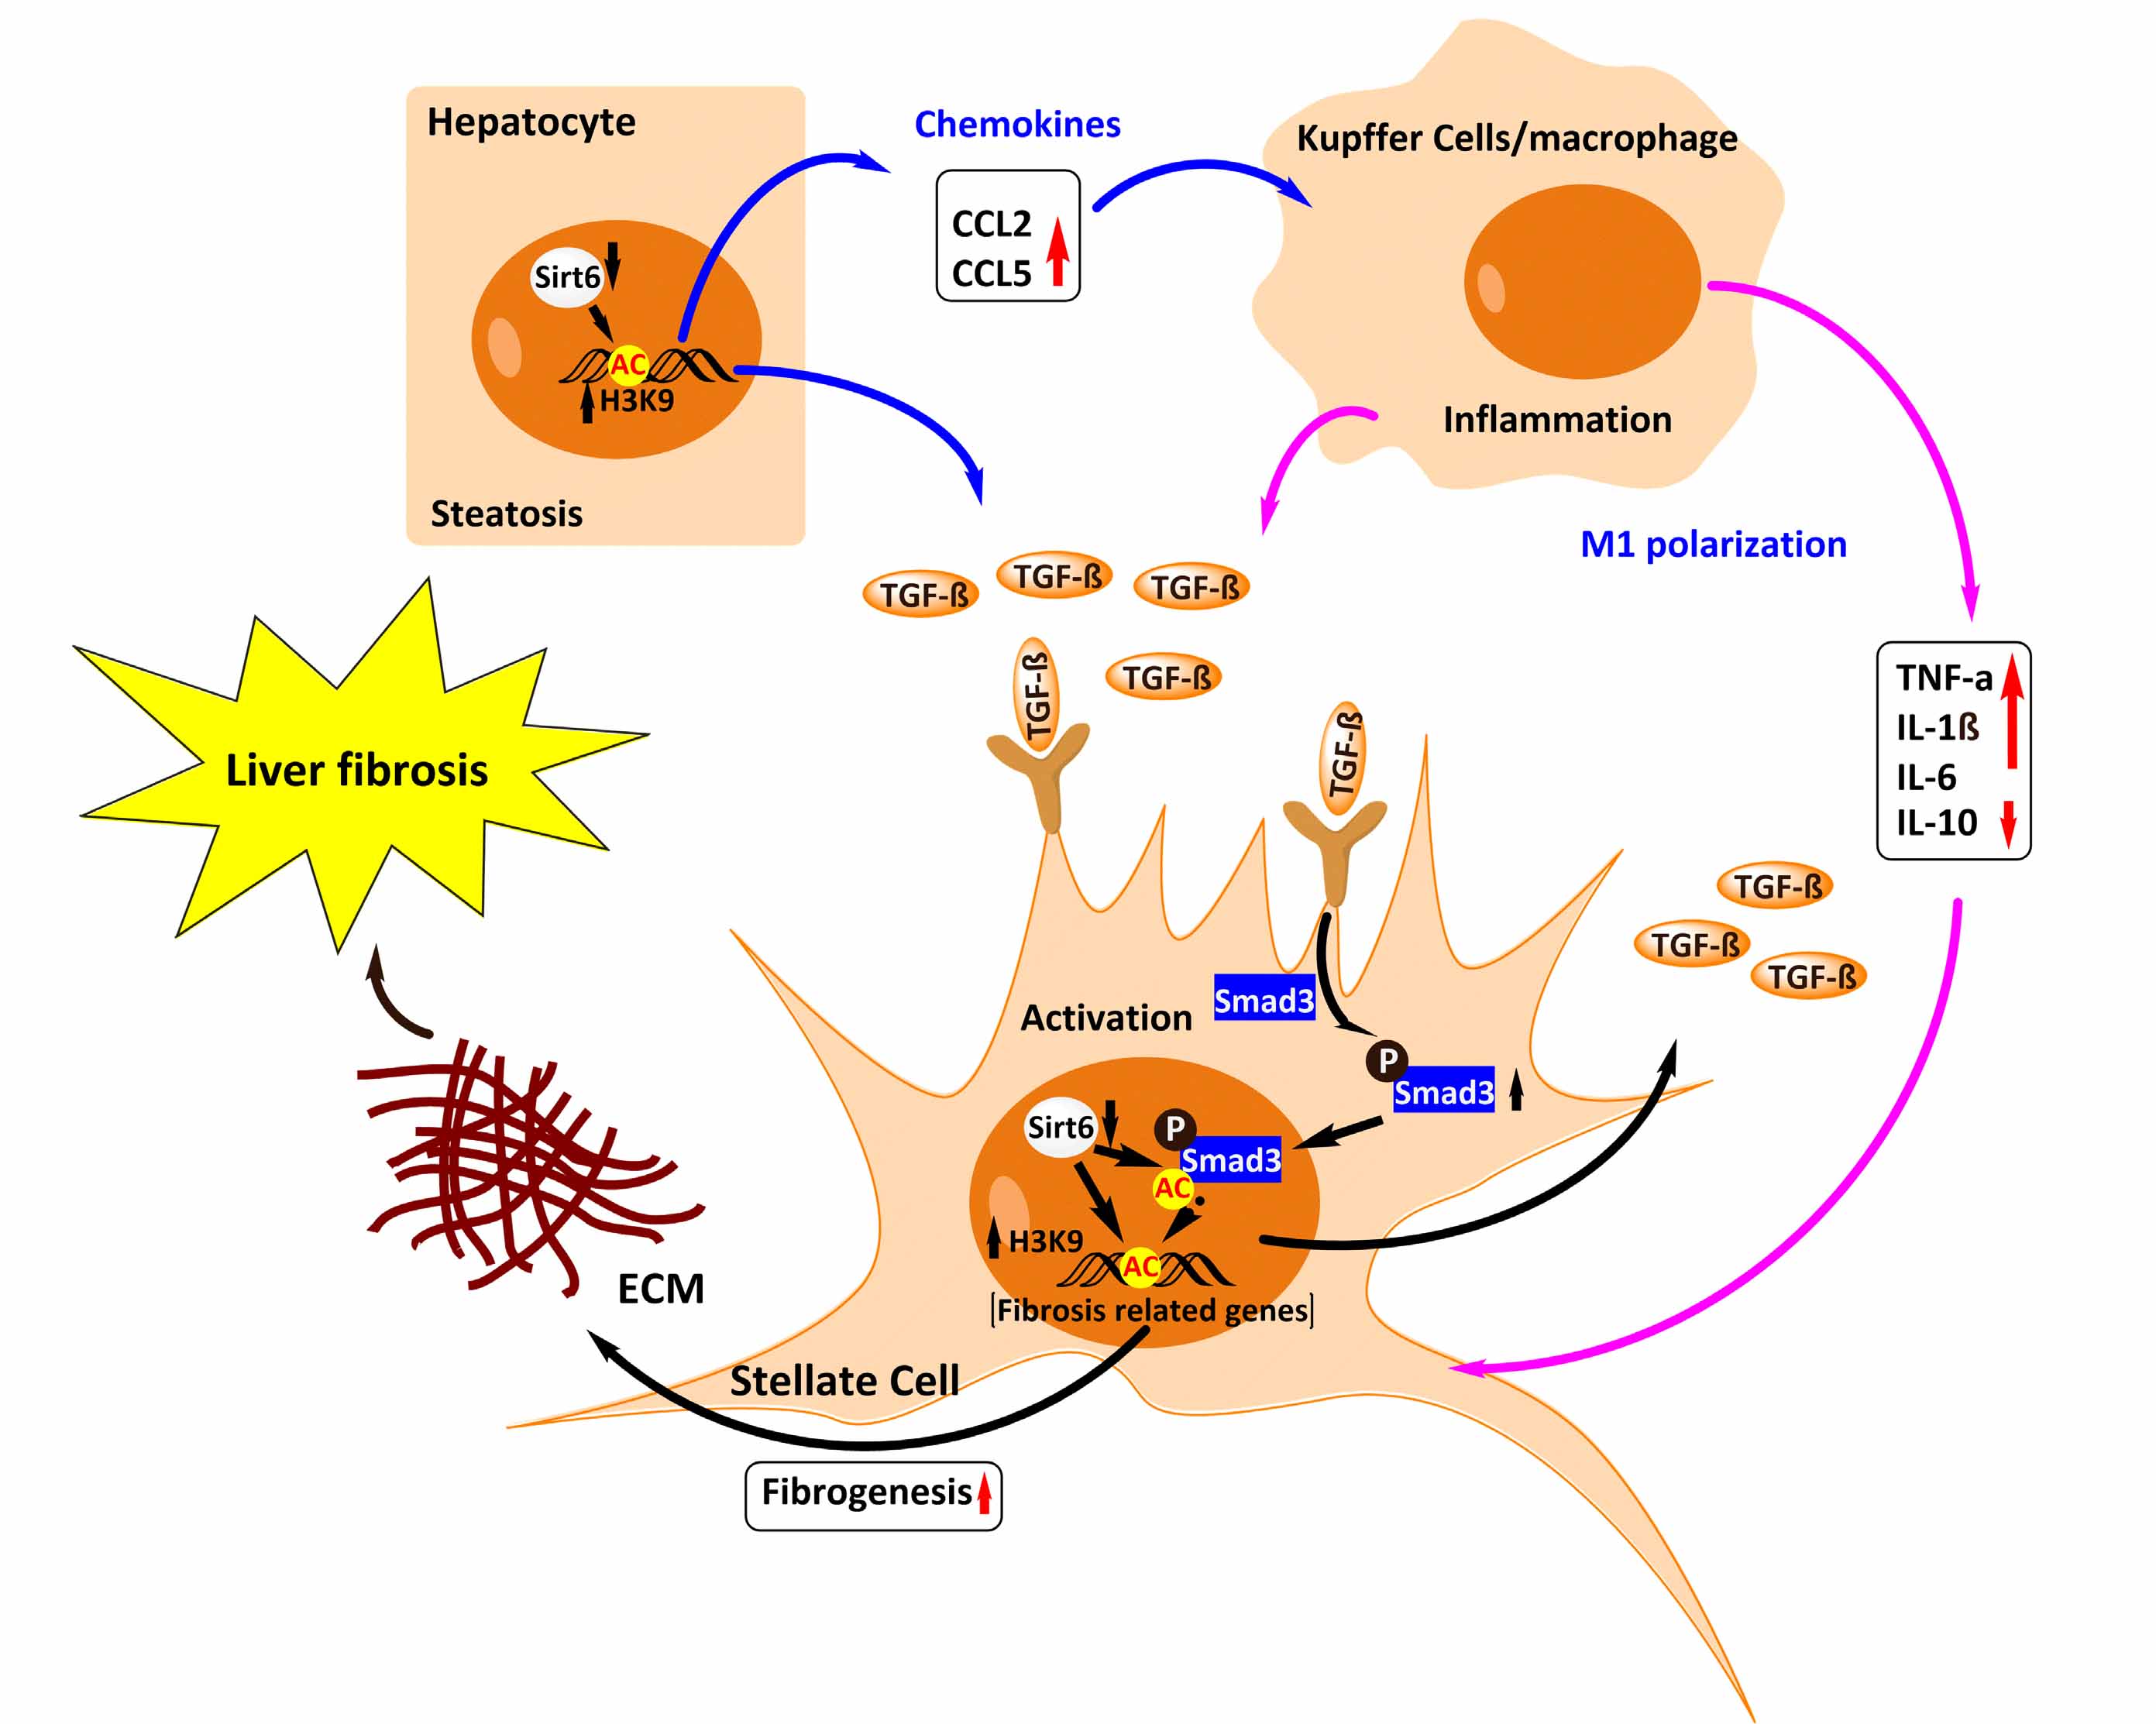 Hepatocyte
Sirt6
AC
H3K9
Steatosis
Chemokines
CCL2
CCL5
Kupffer Cells/macrophage
Inflammation
M1 polarization
TGF-ß
TGF-ß
TGF-ß
TGF-ß
TGF-ß
TGF-ß
TNF-a
IL-1ß
IL-6
IL-10
TGF-ß
TGF-ß
TGF-ß
Liver fibrosis
Activation
Smad3
P
Smad3
Sirt6
P
Smad3
AC
H3K9
AC
[Fibrosis related genes]
ECM
Stellate Cell
Fibrogenesis